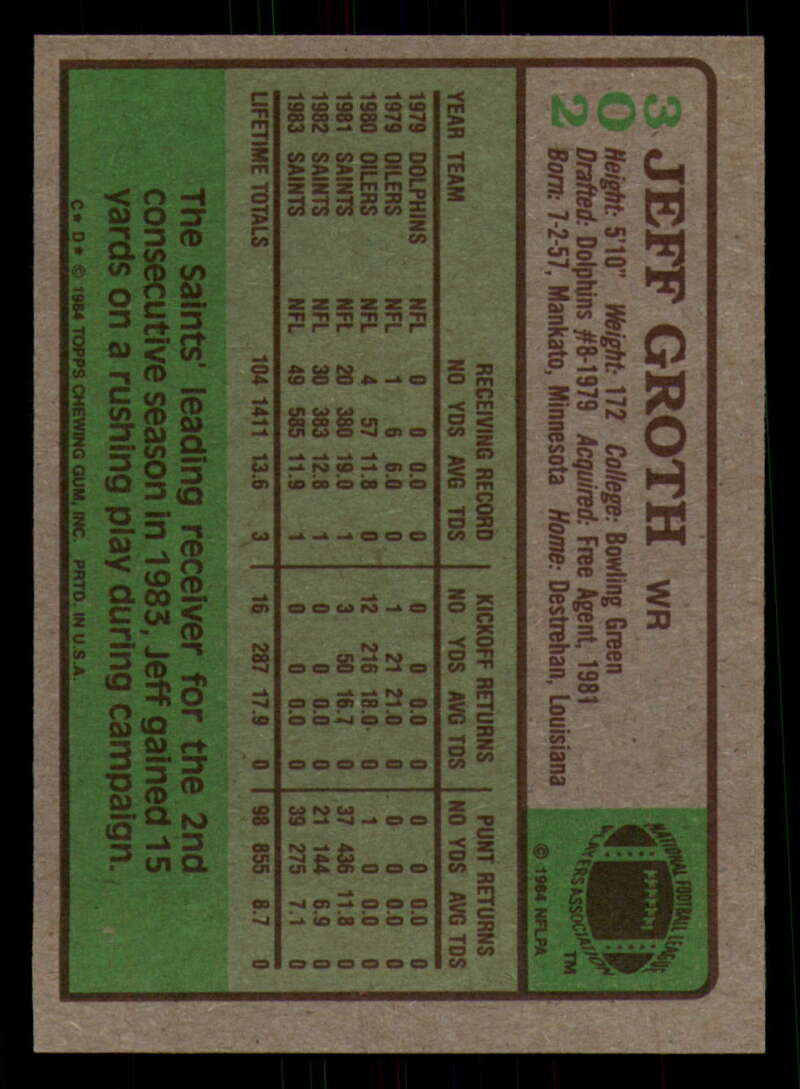 302
JEFF GROTH WR
Height: 5'10" Weight: 172 College: Bowling Green
Drafted: Dolphins #8-1979 Acquired: Free Agent, 1981
Born: 7-2-57, Mankato, Minnesota Home: Destrehan, Louisiana
NATIONAL FOOTBALL LEAGUE
PLAYERS ASSOCIATION
TM
© 1984 NFLPA
RECEIVING RECORD KICKOFF RETURNS PUNT RETURNS
YEAR TEAM NO YDS AVG TDS NO YDS AVG TDS NO YDS AVG TDS
1979 DOLPHINS NFL 0 0 0.0 0 0 0 0.0 0 0 0 0.0 0
1979 OILERS NFL 1 6 6.0 0 1 21 21.0 0 0 0 0.0 0
1980 OILERS NFL 4 57 11.8 0 12 216 18.0 0 1 0 0.0 0
1981 SAINTS NFL 20 380 19.0 1 3 50 16.7 0 37 436 11.8 0
1982 SAINTS NFL 30 383 12.8 1 0 0 0.0 0 21 144 6.9 0
1983 SAINTS NFL 49 585 11.9 1 0 0 0.0 0 39 275 7.1 0
LIFETIME TOTALS 104 1411 13.6 3 16 287 17.9 0 98 855 8.7 0
The Saints' leading receiver for the 2nd
consecutive season in 1983, Jeff gained 15
yards on a rushing play during campaign.
C* D* © 1984 TOPPS CHEWING GUM, INC. PRTD. IN U.S.A.